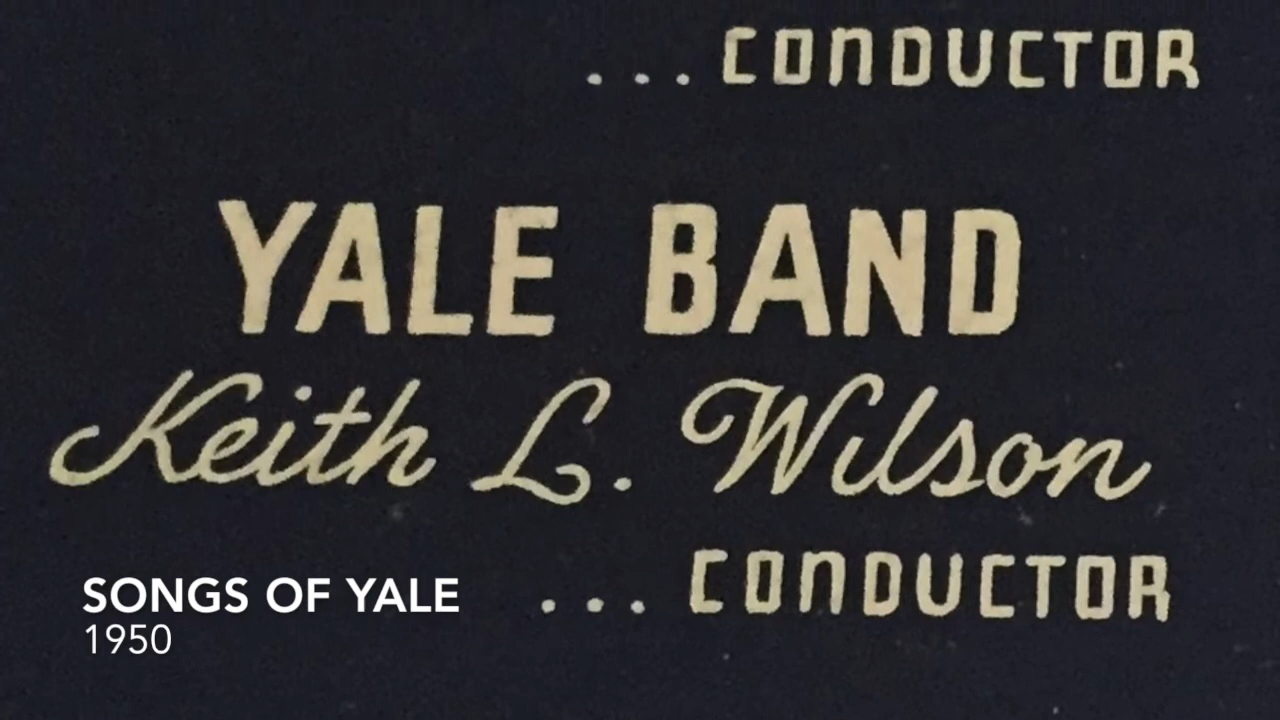 ...CONDUCTOR
YALE BAND
Keith L. Wilson
...CONDUCTOR
SONGS OF YALE
1950